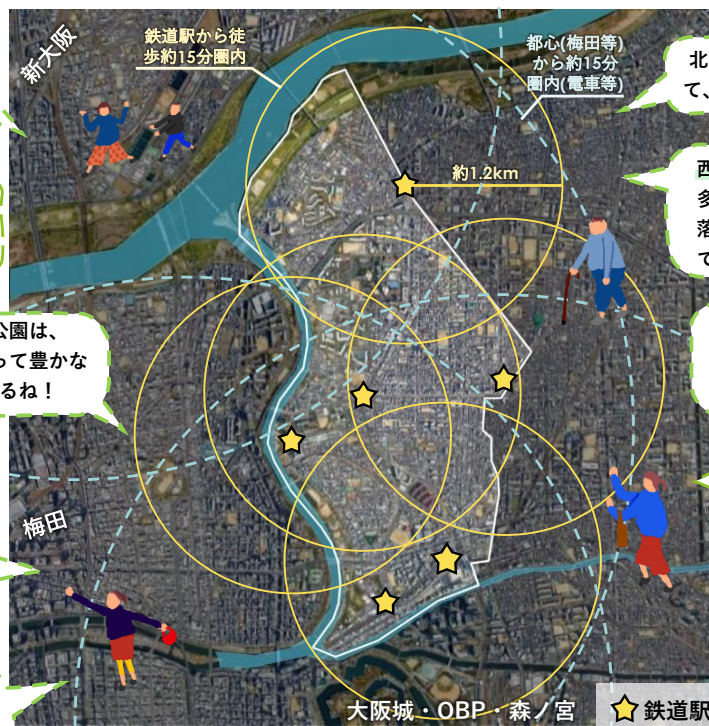 新大阪
鉄道駅から徒
歩約15分圏内
都心(梅田等)
から約15分
圏内(電車等)
北
て、
約1.2km
西
多
落
て
公園は、
って豊かな
るね！
梅田
大阪城・OBP・森ノ宮
鉄道駅